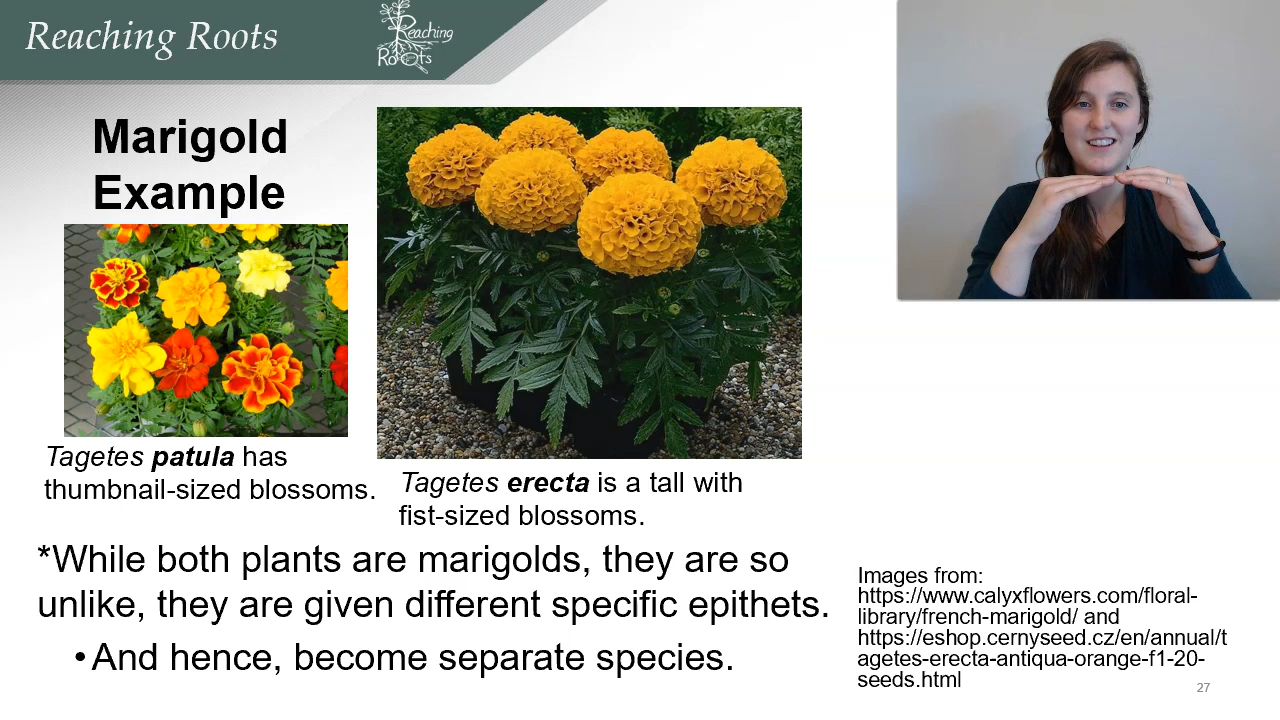 Reaching Roots
Reaching
Roots
Marigold
Example
Tagetes patula has
thumbnail-sized blossoms.
Tagetes erecta is a tall with
fist-sized blossoms.
*While both plants are marigolds, they are so
unlike, they are given different specific epithets.
•And hence, become separate species.
Images from:
https://www.calyxflowers.com/floral-
library/french-marigold/ and
https://eshop.cernyseed.cz/en/annual/t
agetes-erecta-antiqua-orange-f1-20-
seeds.html
27